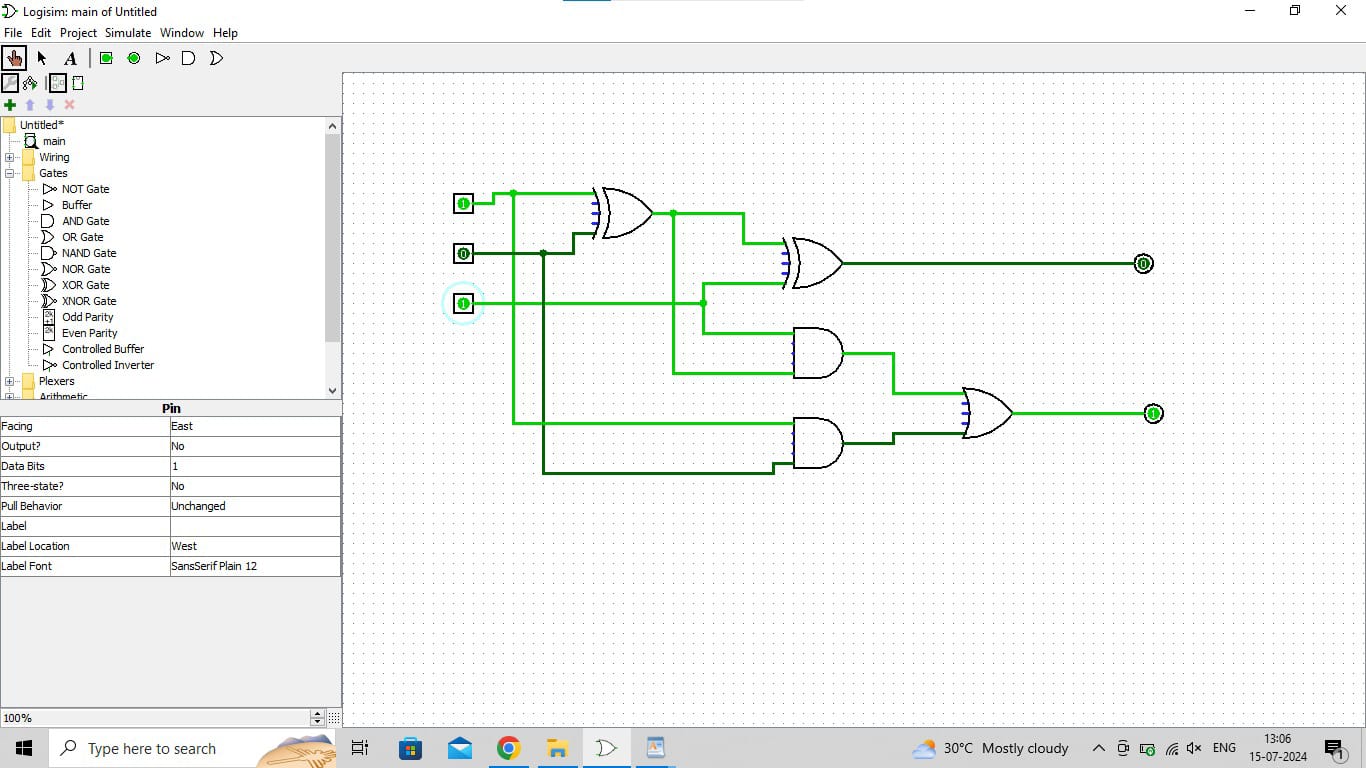 Logisim: main of Untitled
File Edit Project Simulate Window Help
A
Untitled*
main
Wiring
Gates
NOT Gate
Buffer
AND Gate
OR Gate
NAND Gate
NOR Gate
XOR Gate
XNOR Gate
Odd Parity
Even Parity
Controlled Buffer
Controlled Inverter
Plexers
Arithmetic
Pin
Facing East
Output? No
Data Bits 1
Three-state? No
Pull Behavior Unchanged
Label
Label Location West
Label Font SansSerif Plain 12
100%
1
0
1
0
1
Type here to search
30°C Mostly cloudy
ENG
13:06
15-07-2024
1